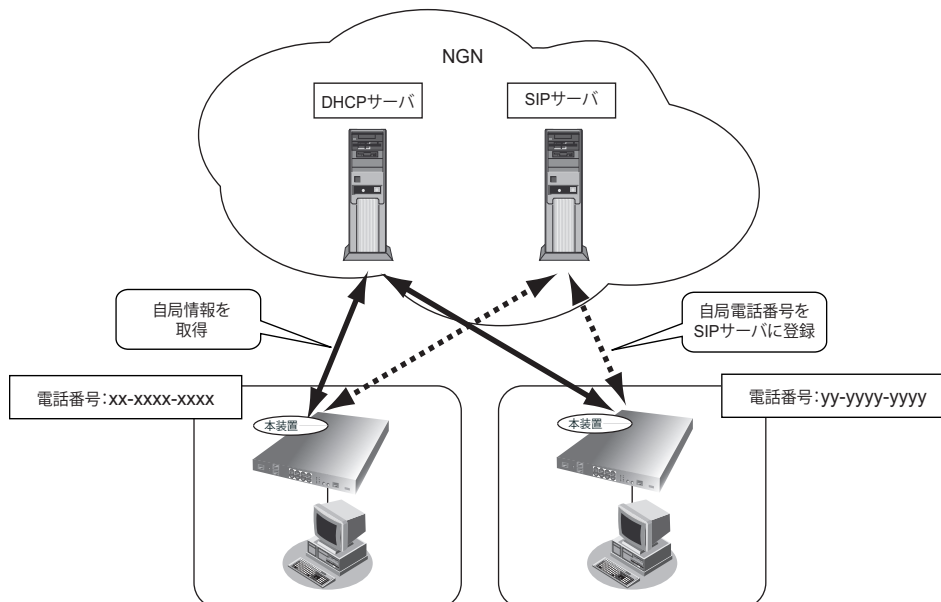 NGN
DHCPサーバ
SIPサーバ
自局情報を
取得
自局電話番号を
SIPサーバに登録
電話番号:xx-xxxx-xxxx
電話番号:yy-yyyy-yyyy
本装置
本装置